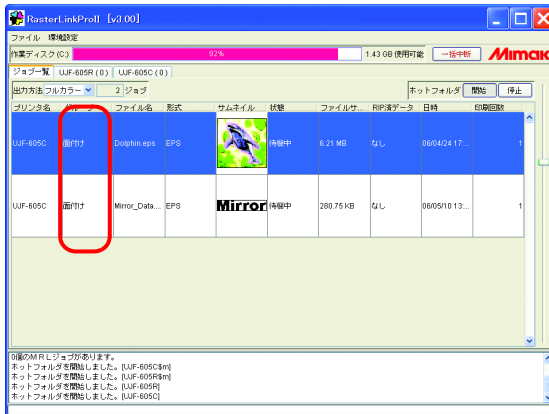 RasterLinkProII [v3.00]
ファイル 環境設定
作業ディスク(C:) 92% 1.43 GB 使用可能 一括中断 Mimaki
ジョブ一覧 UJF-605R ( 0 ) UJF-605C ( 0 )
出力方法 フルカラー 2 ジョブ ホットフォルダ 開始 停止
プリンタ名 グループ ファイル名 形式 サムネイル 状態 ファイルサ... RIP済データ 日時 印刷回数
UJF-605C 面付け Dolphin.eps EPS 待機中 6.21 MB なし 06/04/24 17:... 1
UJF-605C 面付け Mirror_Data.... EPS Mirror 待機中 280.75 KB なし 06/05/10 13:... 1
0個のＭＲＬジョブがあります。
ホットフォルダを開始しました。[UJF-605C$m]
ホットフォルダを開始しました。[UJF-605R$m]
ホットフォルダを開始しました。[UJF-605R]
ホットフォルダを開始しました。[UJF-605C]